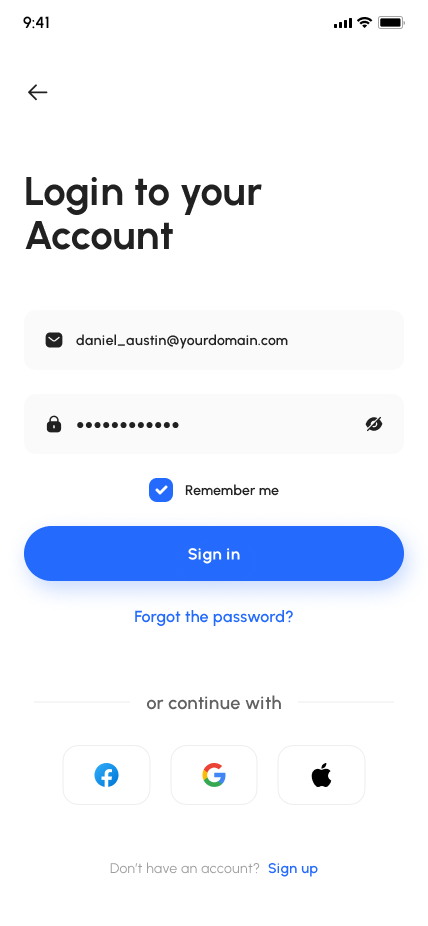 9:41
Login to your
Account
daniel_austin@yourdomain.com
●●●●●●●●●●●●
Remember me
Sign in
Forgot the password?
or continue with
Don't have an account? Sign up